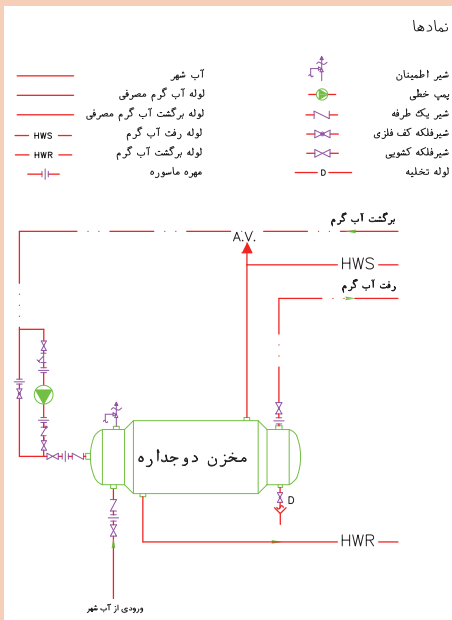 نمادها
شیر اطمینان
پمپ خطی
شیر یک طرفه
شیرفلکه کف فلزی
شیرفلکه کشویی
لوله تخلیه
D
آب شهر
لوله آب گرم مصرفی
لوله برگشت آب گرم مصرفی
لوله رفت آب گرم
HWS
لوله برگشت آب گرم
HWR
مهره ماسوره
برگشت آب گرم
A.V.
HWS
رفت آب گرم
مخزن دوجداره
D
HWR
ورودی از آب شهر